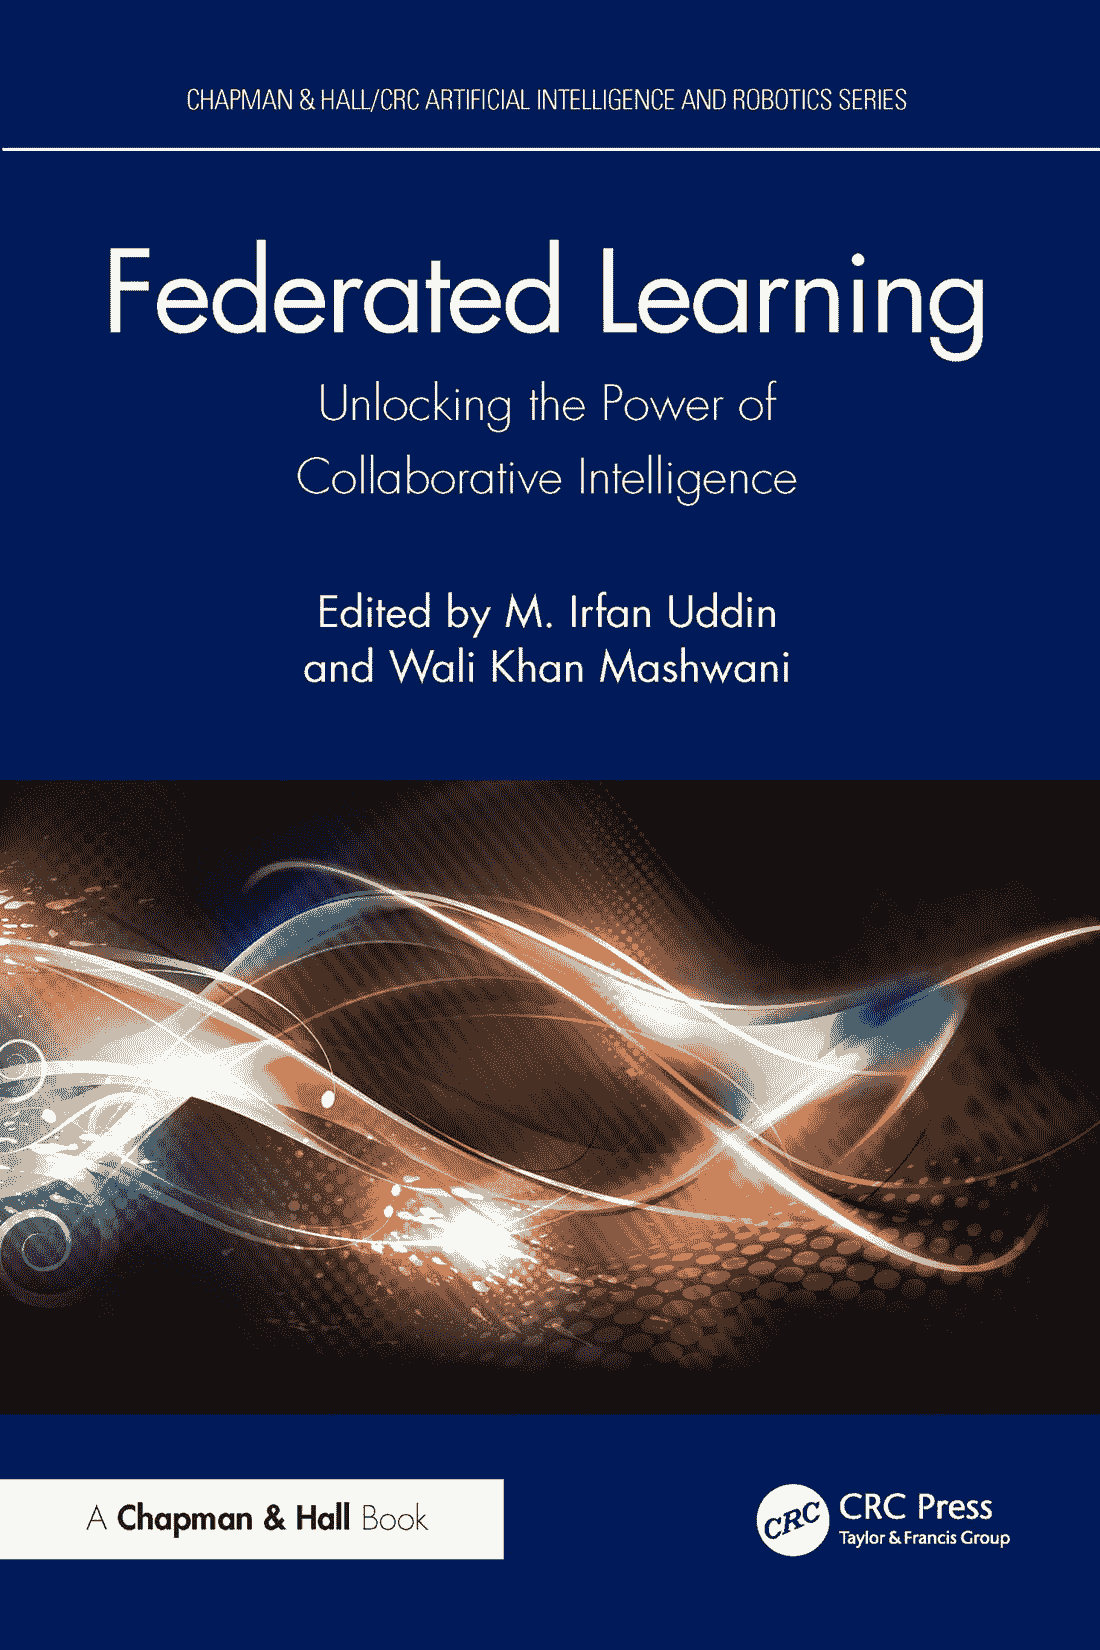 CHAPMAN & HALL/CRC ARTIFICIAL INTELLIGENCE AND ROBOTICS SERIES
Federated Learning
Unlocking the Power of
Collaborative Intelligence
Edited by M. Irfan Uddin
and Wali Khan Mashwani
A Chapman & Hall Book
CRC
CRC Press
Taylor & Francis Group